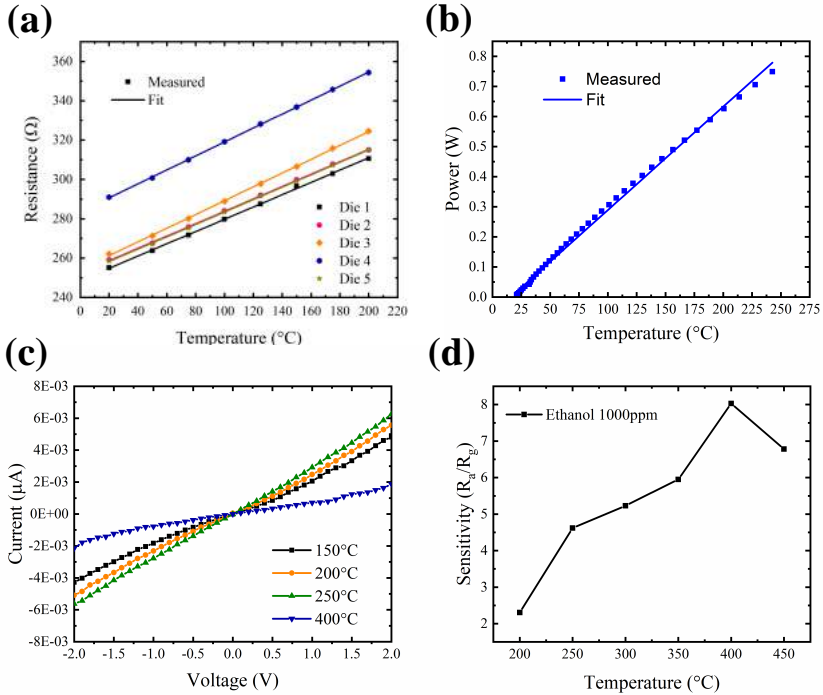 (a)
360
340
320
300
280
260
240
Resistance (Ω)
Measured
Fit
Die 1
Die 2
Die 3
Die 4
Die 5
0 20 40 60 80 100 120 140 160 180 200 220
Temperature (°C)
(b)
0.9
0.8
0.7
0.6
0.5
0.4
0.3
0.2
0.1
0.0
Power (W)
Measured
Fit
0 25 50 75 100 125 150 175 200 225 250 275
Temperature (°C)
(c)
8E-03
6E-03
4E-03
2E-03
0E+00
-2E-03
-4E-03
-6E-03
-8E-03
Current (μA)
150°C
200°C
250°C
400°C
-2.0 -1.5 -1.0 -0.5 0.0 0.5 1.0 1.5 2.0
Voltage (V)
(d)
8
7
6
5
4
3
2
Sensitivity (Ra/Rg)
Ethanol 1000ppm
200 250 300 350 400 450
Temperature (°C)